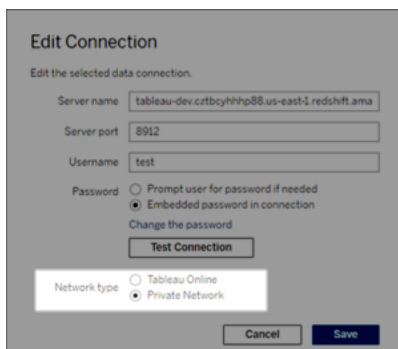 Edit Connection
Edit the selected data connection.
Server name tableau-dev.cztbcyhhhp88.us-east-1.redshift.ama
Server port 8912
Username test
Password Prompt user for password if needed
Embedded password in connection
Change the password
Test Connection
Network type Tableau Online
Private Network
Cancel Save